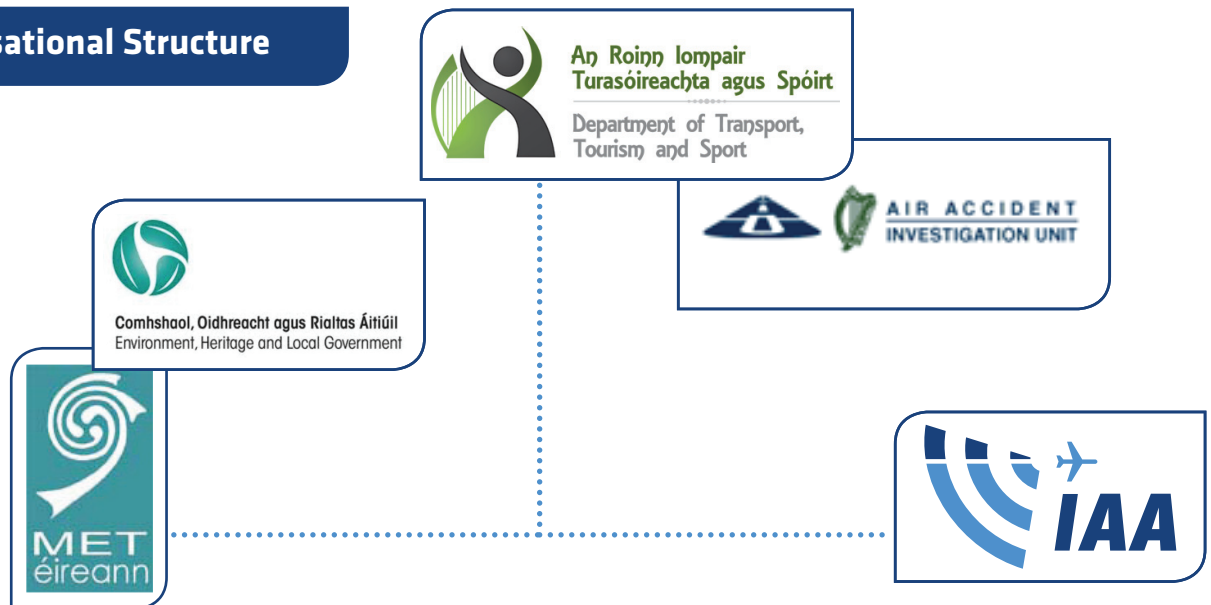 sational Structure
An Roinn Iompair
Turasóireachta agus Spóirt
Department of Transport,
Tourism and Sport
AIR ACCIDENT
INVESTIGATION UNIT
Comhshaol, Oidhreacht agus Rialtas Áitiúil
Environment, Heritage and Local Government
MET
éireann
IAA